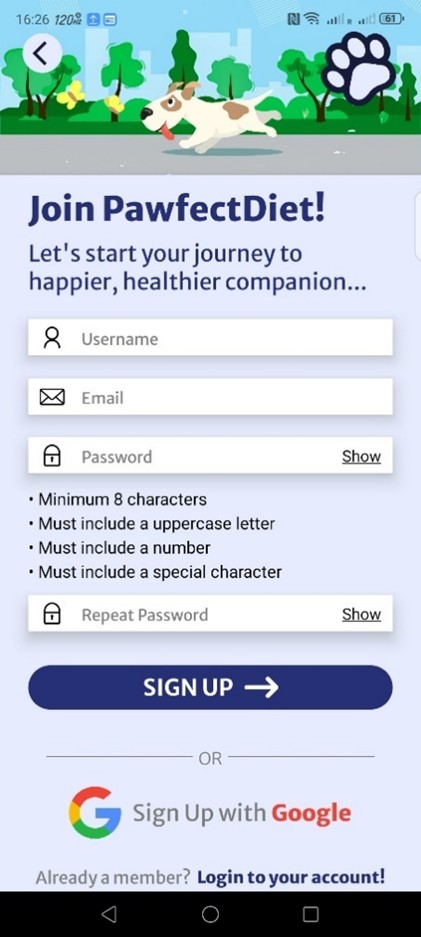 16:26 120Hz
R 61
Join PawfectDiet!
Let's start your journey to
happier, healthier companion...
Username
Email
Password Show
• Minimum 8 characters
• Must include a uppercase letter
• Must include a number
• Must include a special character
Repeat Password Show
SIGN UP
OR
Sign Up with Google
Already a member? Login to your account!